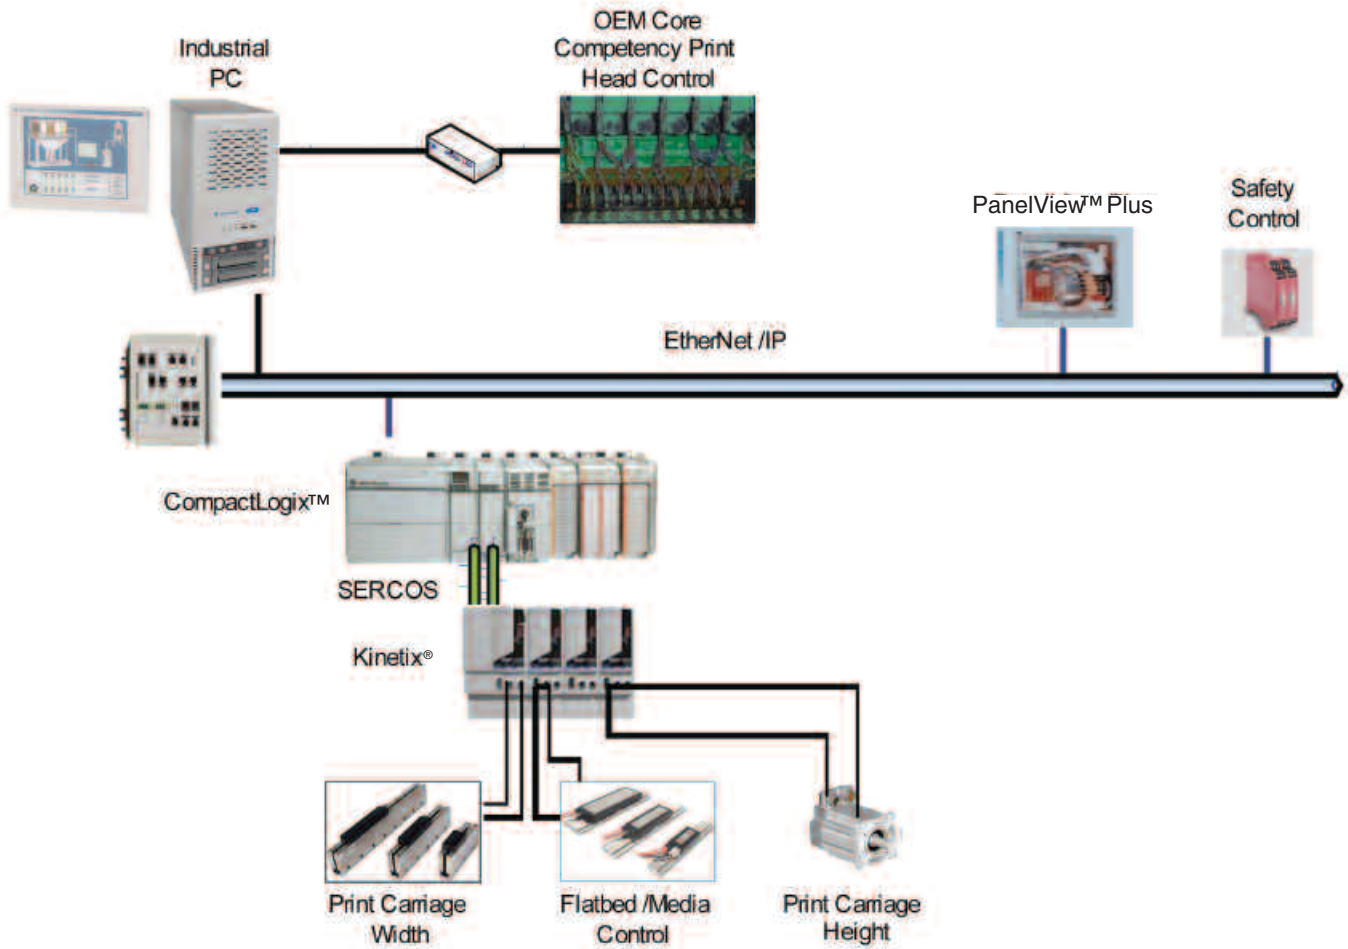 OEM Core
Competency Print
Head Control
Industrial
PC
PanelView™ Plus
Safety
Control
EtherNet /IP
CompactLogix™
SERCOS
Kinetix®
Print Carriage
Width
Flatbed /Media
Control
Print Carriage
Height